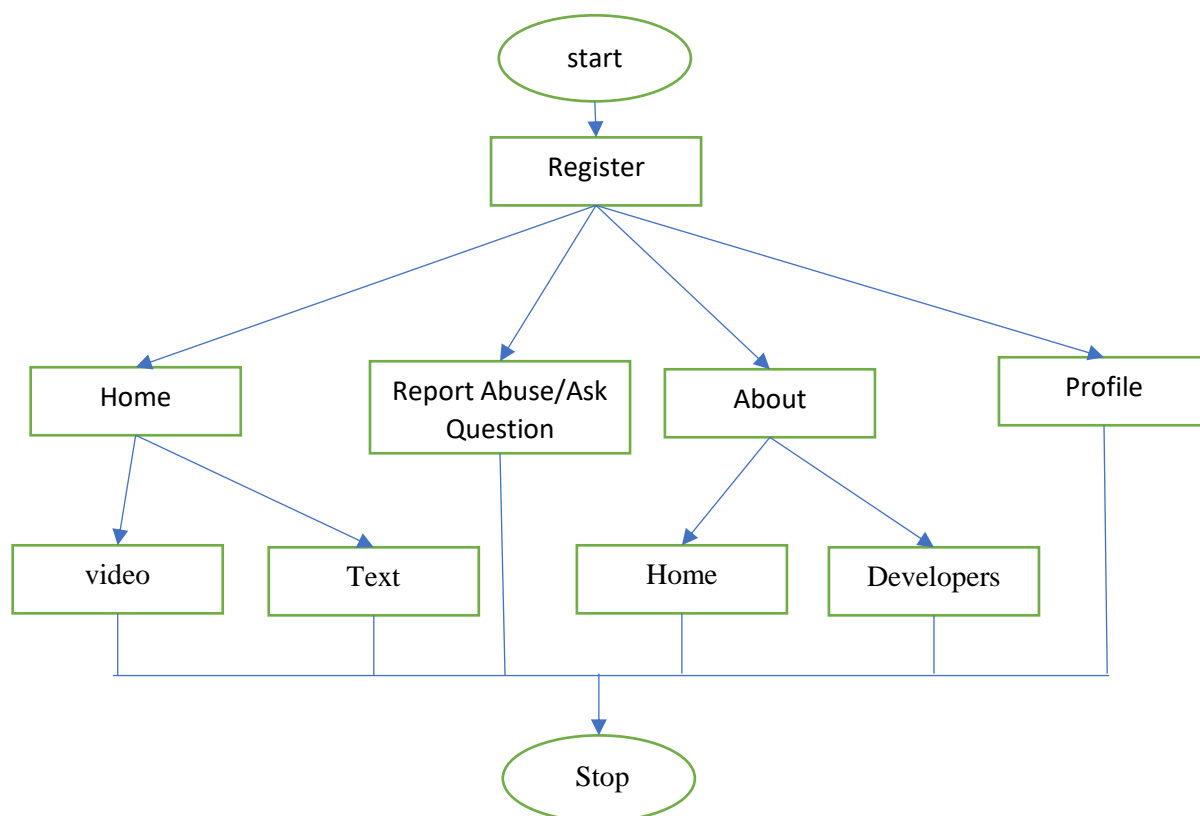 start
Register
Home
Report Abuse/Ask
Question
About
Profile
video
Text
Home
Developers
Stop